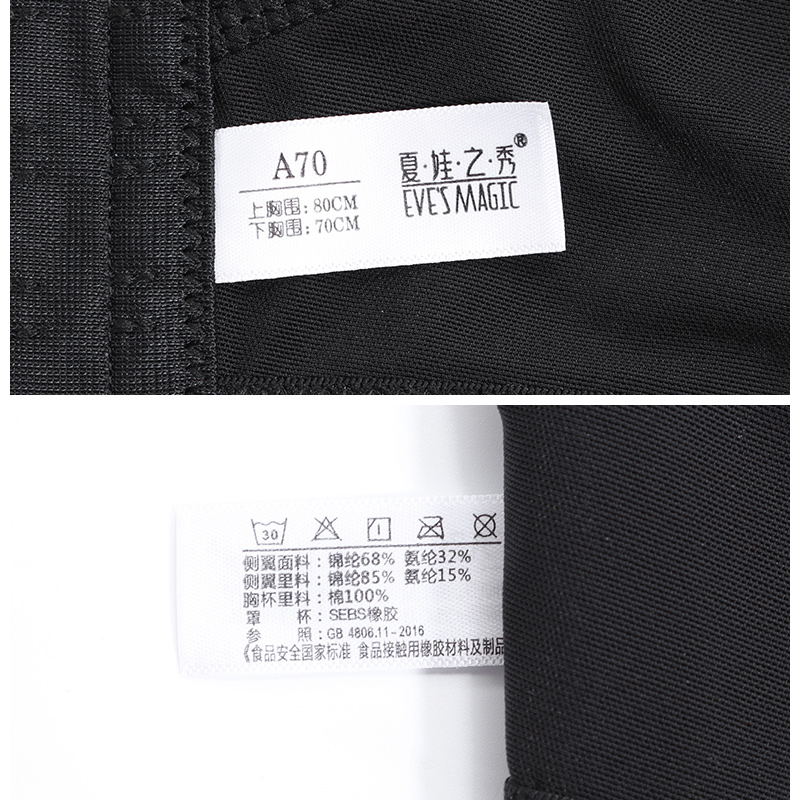 A70
上胸围: 80CM
下胸围: 70CM
夏·娃·之·秀®
EVE'S MAGIC
30
侧翼面料: 锦纶68% 氨纶32%
侧翼里料: 锦纶85% 氨纶15%
胸杯里料: 棉100%
罩 杯: SEBS橡胶
参 照: GB 4806.11-2016
《食品安全国家标准 食品接触用橡胶材料及制品